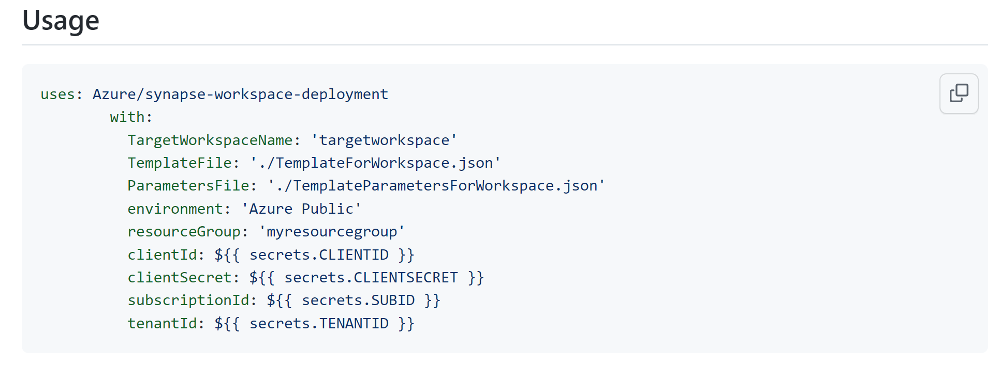 Usage
uses: Azure/synapse-workspace-deployment
with:
TargetWorkspaceName: 'targetworkspace'
TemplateFile: './TemplateForWorkspace.json'
ParametersFile: './TemplateParametersForWorkspace.json'
environment: 'Azure Public'
resourceGroup: 'myresourcegroup'
clientId: ${{ secrets.CLIENTID }}
clientSecret: ${{ secrets.CLIENTSECRET }}
subscriptionId: ${{ secrets.SUBID }}
tenantId: ${{ secrets.TENANTID }}